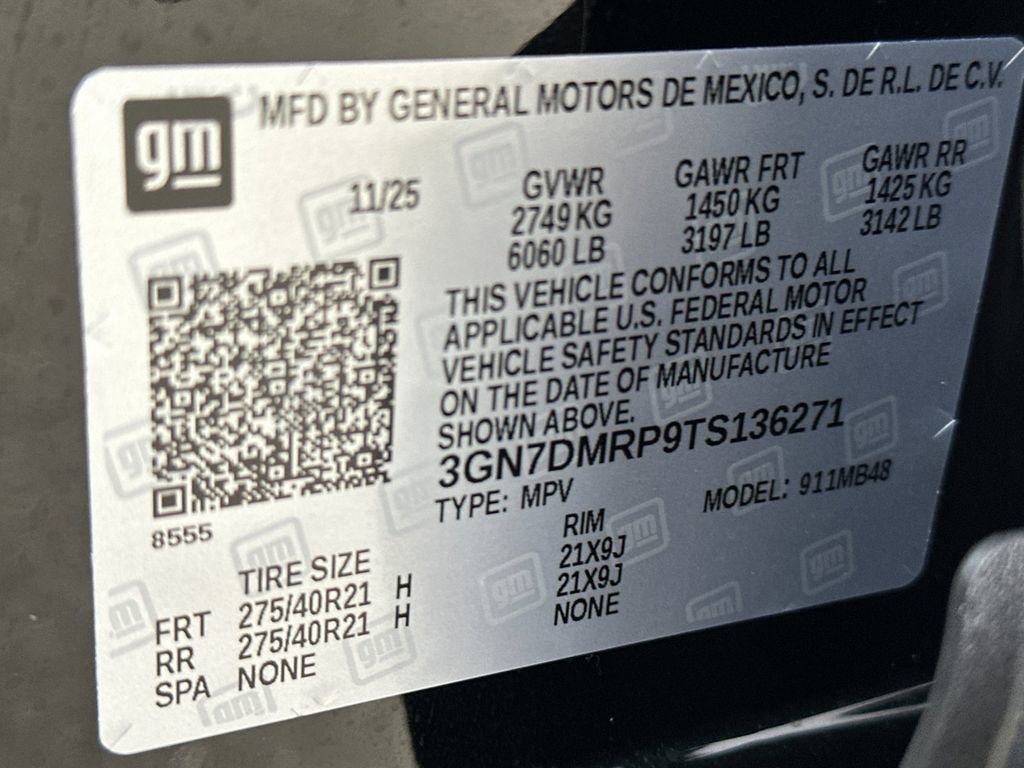 gm
MFD BY GENERAL MOTORS DE MEXICO, S. DE R.L. DE C.V.
11/25
GVWR GAWR FRT GAWR RR
2749 KG 1450 KG 1425 KG
6060 LB 3197 LB 3142 LB
THIS VEHICLE CONFORMS TO ALL
APPLICABLE U.S. FEDERAL MOTOR
VEHICLE SAFETY STANDARDS IN EFFECT
ON THE DATE OF MANUFACTURE
SHOWN ABOVE.
3GN7DMRP9TS136271
TYPE: MPV MODEL: 911MB48
8555
TIRE SIZE RIM
FRT 275/40R21 H 21X9J
RR 275/40R21 H 21X9J
SPA NONE NONE